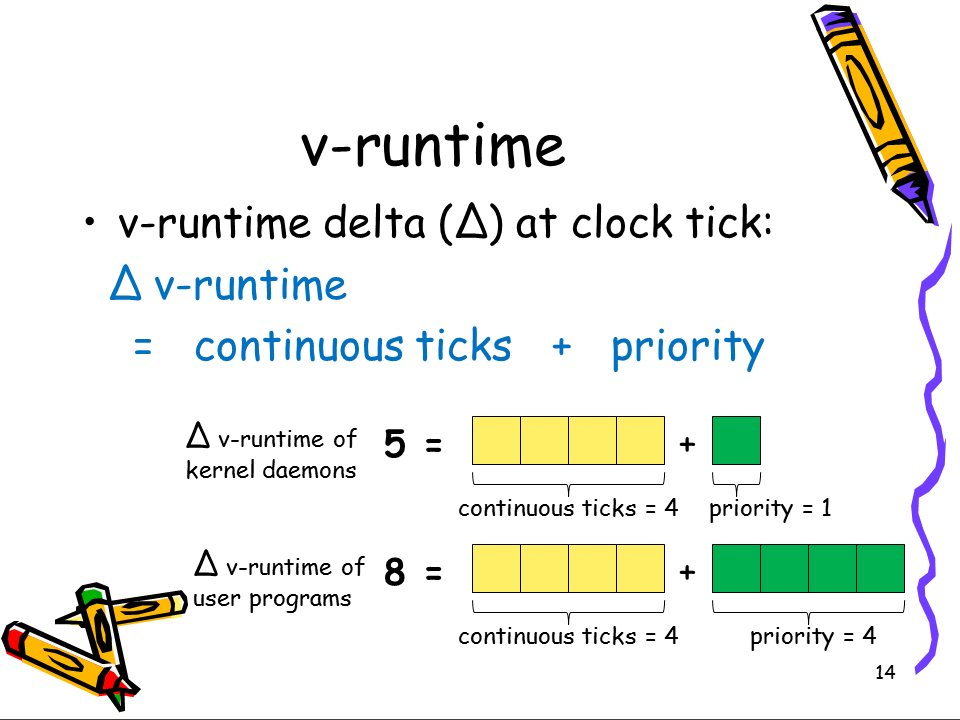 v-runtime
• v-runtime delta (Δ) at clock tick:
Δ v-runtime
= continuous ticks + priority
Δ v-runtime of
kernel daemons
5 =
+
continuous ticks = 4
priority = 1
Δ v-runtime of
user programs
8 =
+
continuous ticks = 4
priority = 4
14